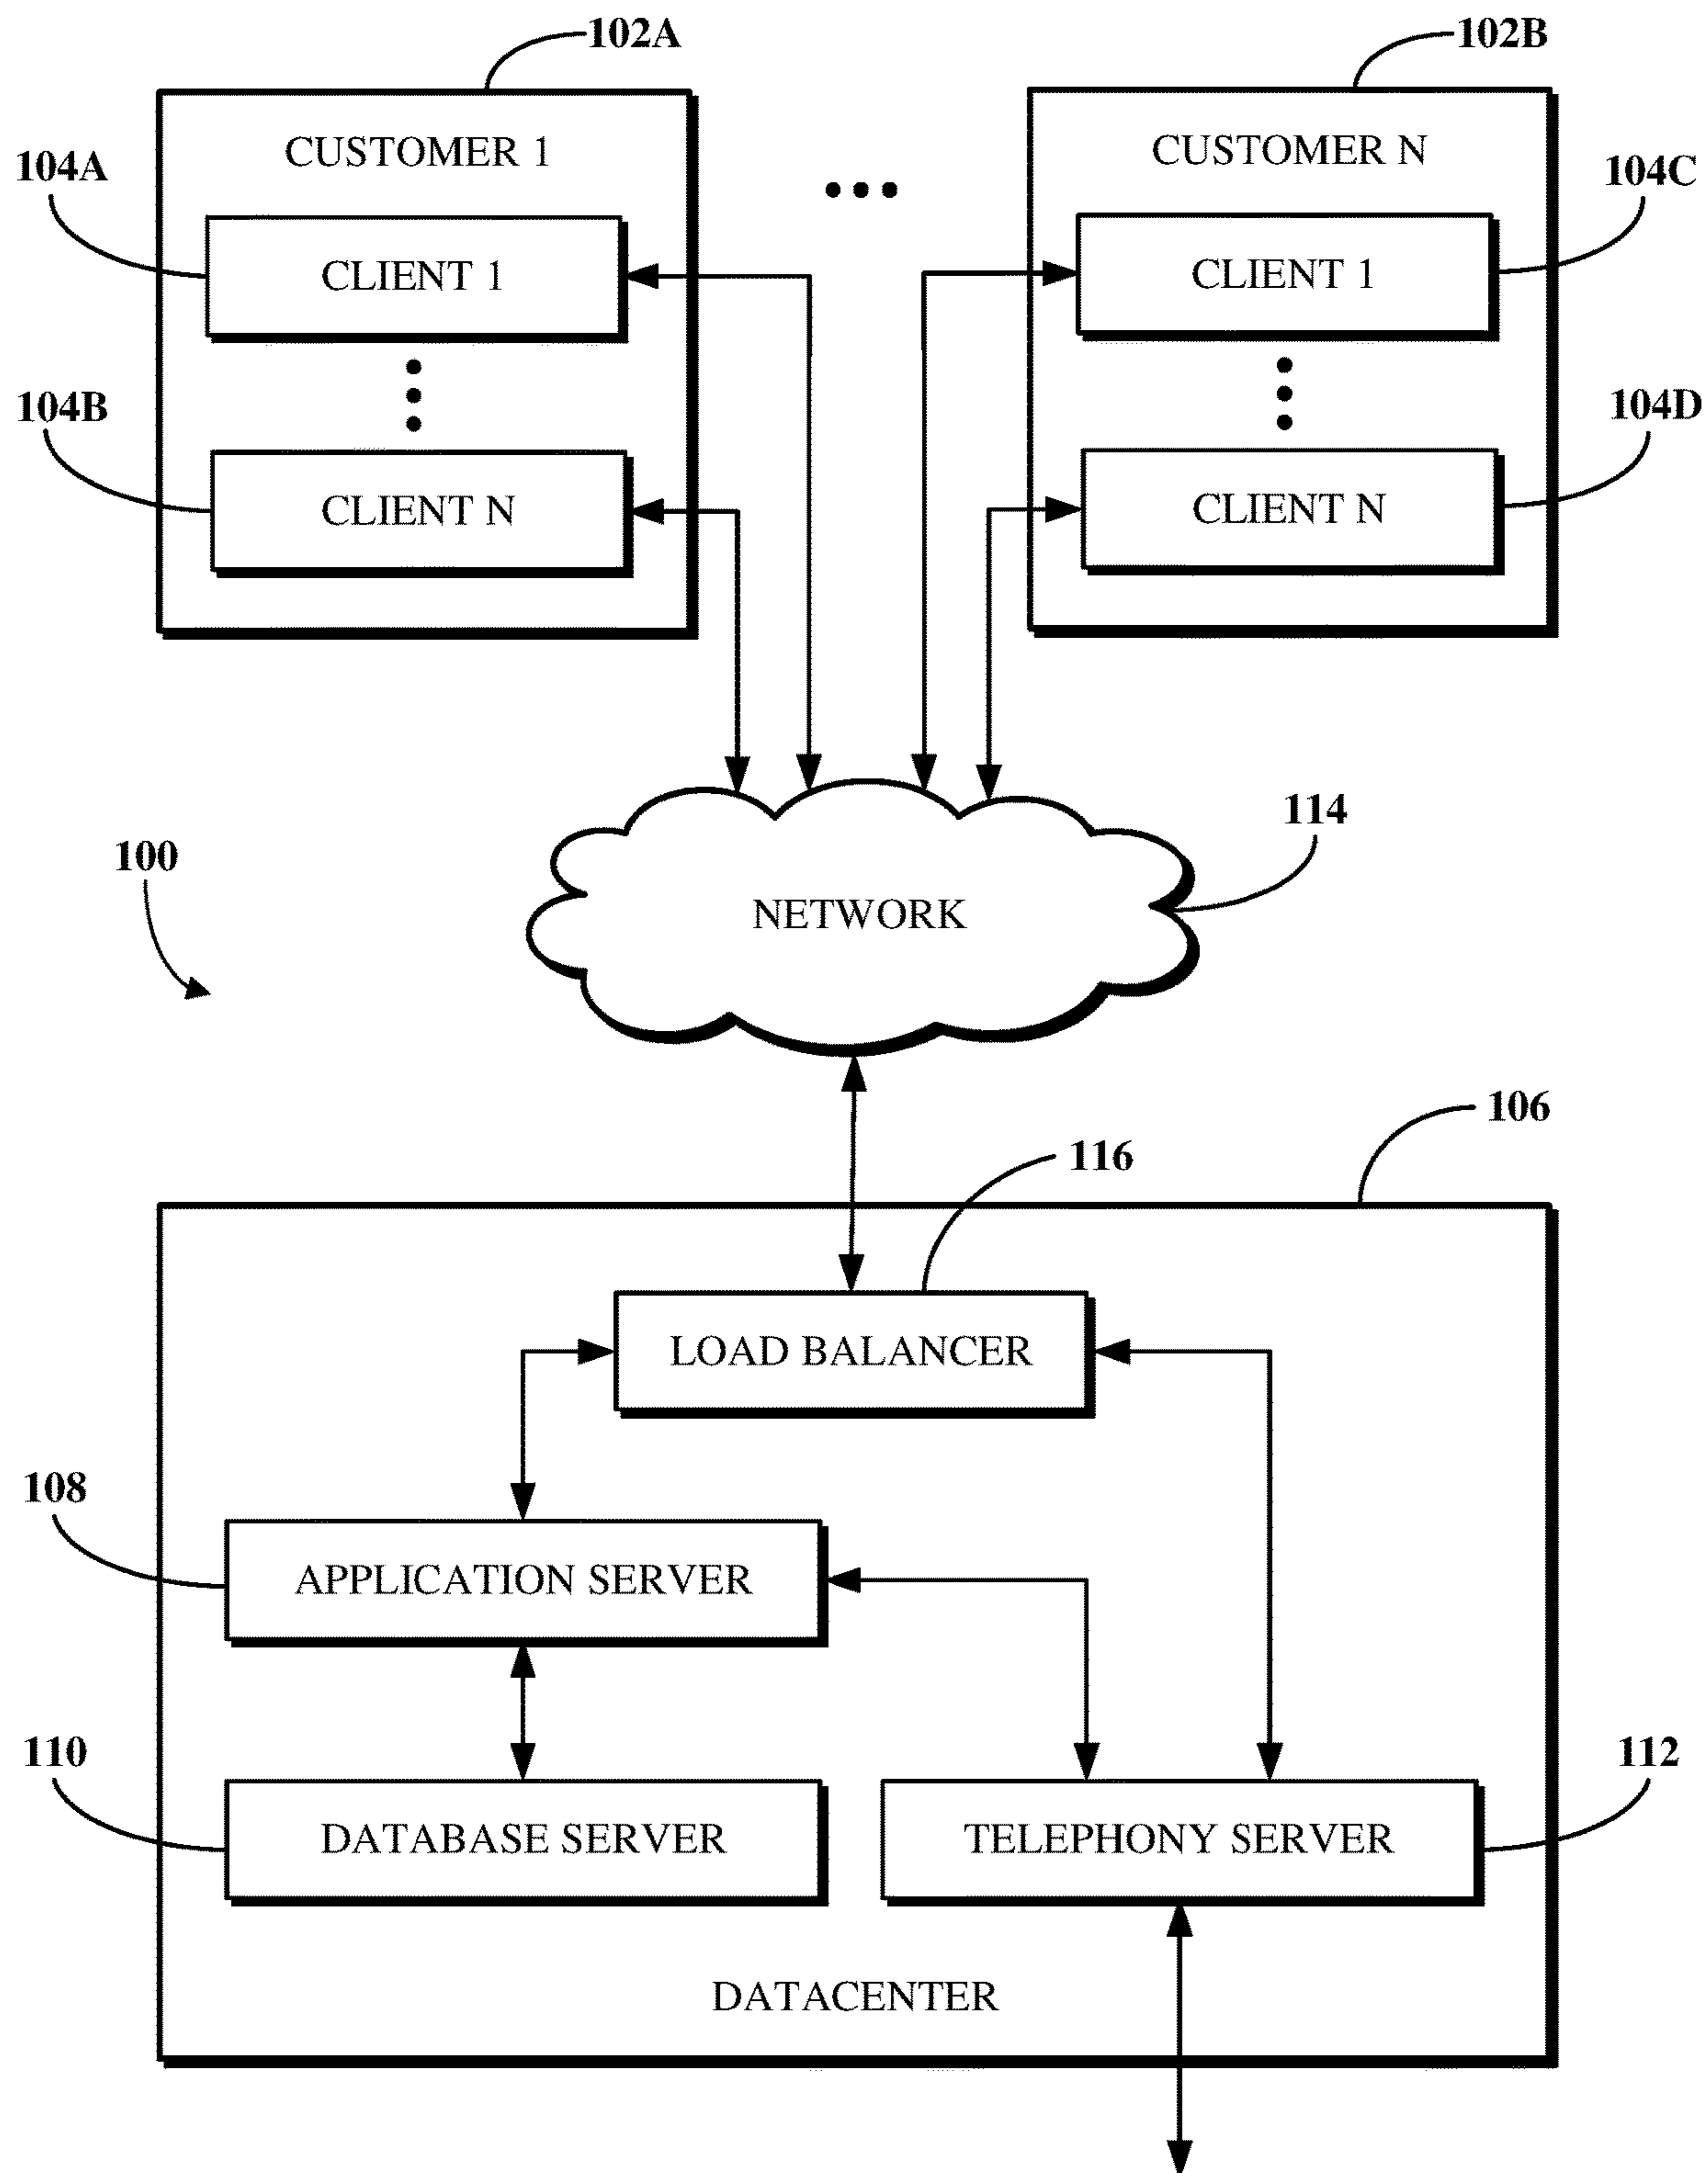 102A
102B
CUSTOMER 1
CUSTOMER N
104A
104C
CLIENT 1
CLIENT 1
104B
104D
CLIENT N
CLIENT N
114
100
NETWORK
106
116
LOAD BALANCER
108
APPLICATION SERVER
110
112
DATABASE SERVER
TELEPHONY SERVER
DATACENTER